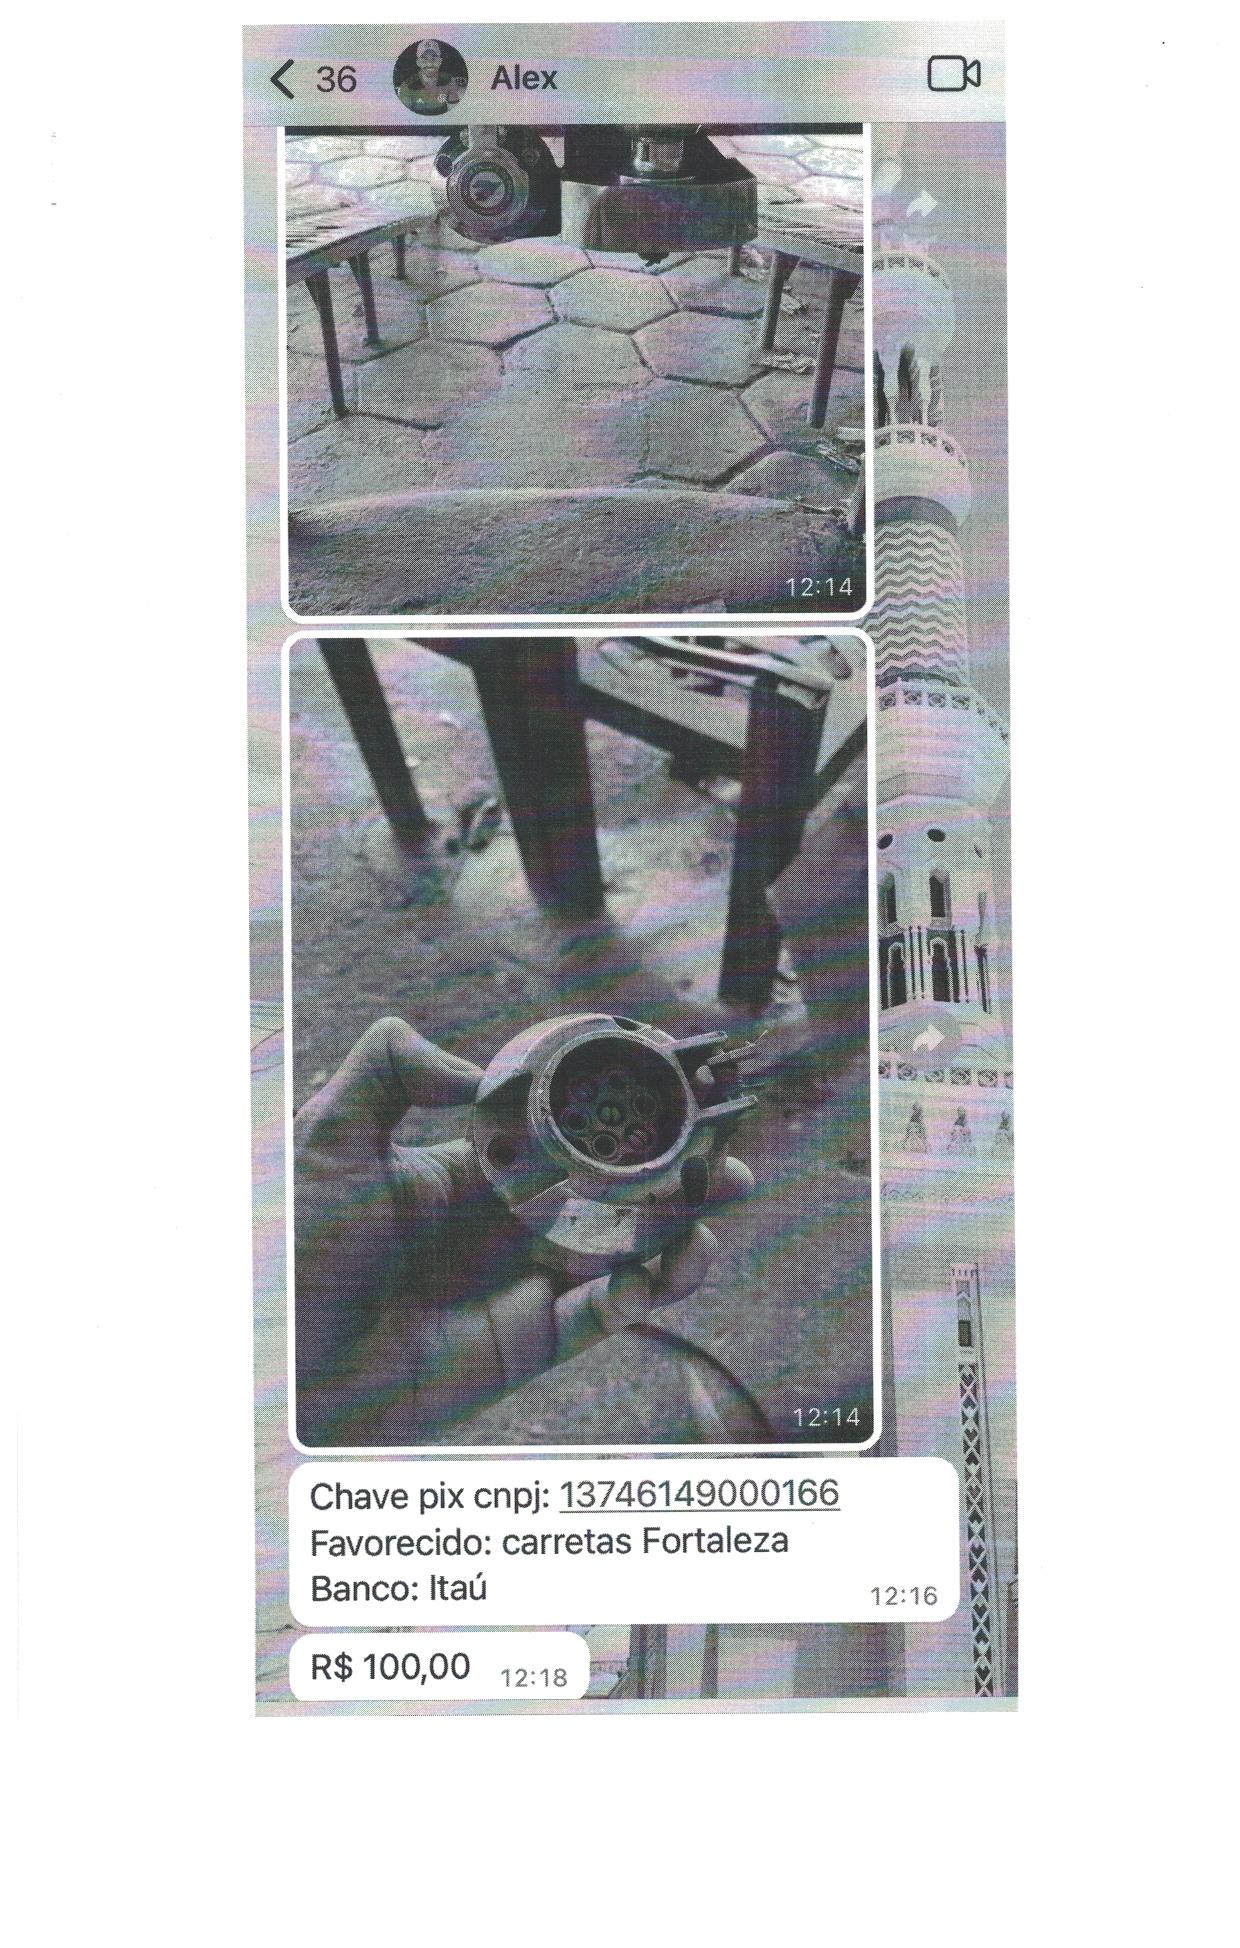 36 Alex
12:14
12:14
Chave pix cnpj: 13746149000166
Favorecido: carretas Fortaleza
Banco: Itaú
12:16
R$ 100,00 12:18